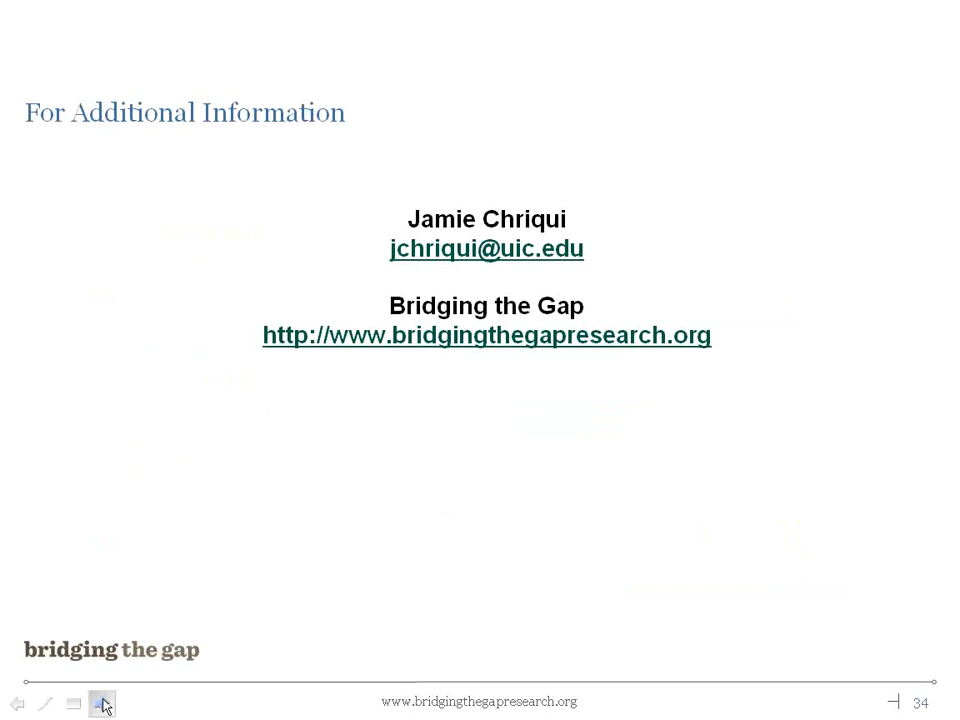 For Additional Information
Jamie Chriqui
jchriqui@uic.edu
Bridging the Gap
http://www.bridgingthegapresearch.org
bridging the gap
www.bridgingthegapresearch.org
34